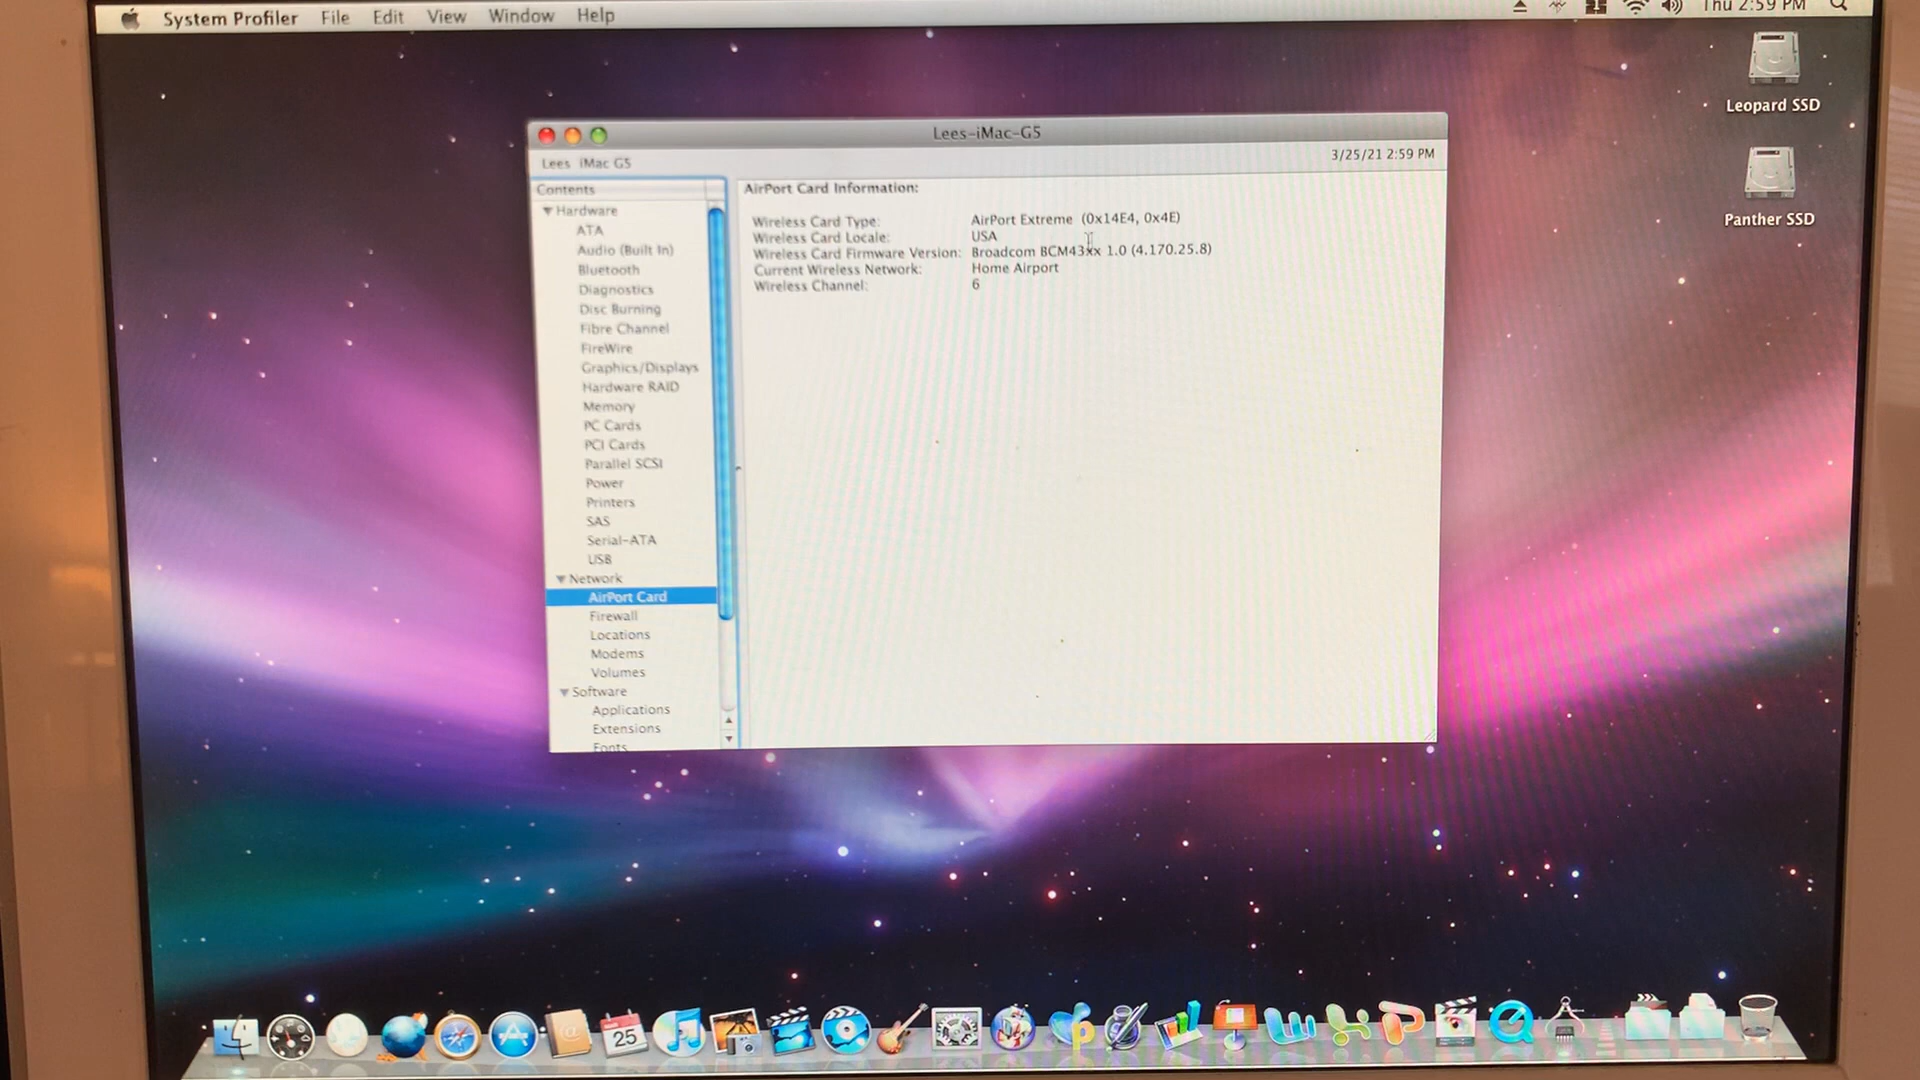 System Profiler File Edit View Window Help
Thu 2:59 PM
Leopard SSD
Panther SSD
Lees-iMac-G5
Lees iMac G5
3/25/21 2:59 PM
Contents
Hardware
ATA
Audio (Built In)
Bluetooth
Diagnostics
Disc Burning
Fibre Channel
FireWire
Graphics/Displays
Hardware RAID
Memory
PC Cards
PCI Cards
Parallel SCSI
Power
Printers
SAS
Serial-ATA
USB
Network
AirPort Card
Firewall
Locations
Modems
Volumes
Software
Applications
Extensions
Fonts
AirPort Card Information:
Wireless Card Type: AirPort Extreme (0x14E4, 0x4E)
Wireless Card Locale: USA
Wireless Card Firmware Version: Broadcom BCM43xx 1.0 (4.170.25.8)
Current Wireless Network: Home Airport
Wireless Channel: 6
25